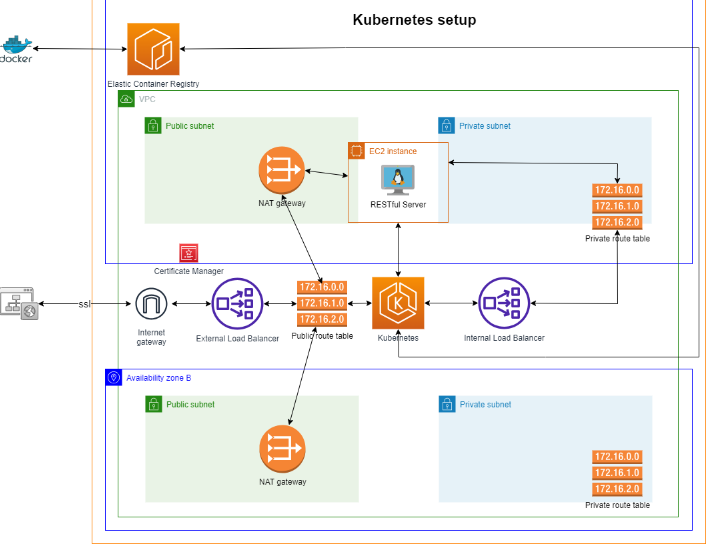 Kubernetes setup
docker
Elastic Container Registry
VPC
Public subnet
Private subnet
EC2 instance
NAT gateway
RESTful Server
172.16.0.0
172.16.1.0
172.16.2.0
Private route table
Certificate Manager
ssl
172.16.0.0
172.16.1.0
172.16.2.0
Internet
gateway
External Load Balancer
Public route table
Kubernetes
Internal Load Balancer
Availability zone B
Public subnet
Private subnet
NAT gateway
172.16.0.0
172.16.1.0
172.16.2.0
Private route table